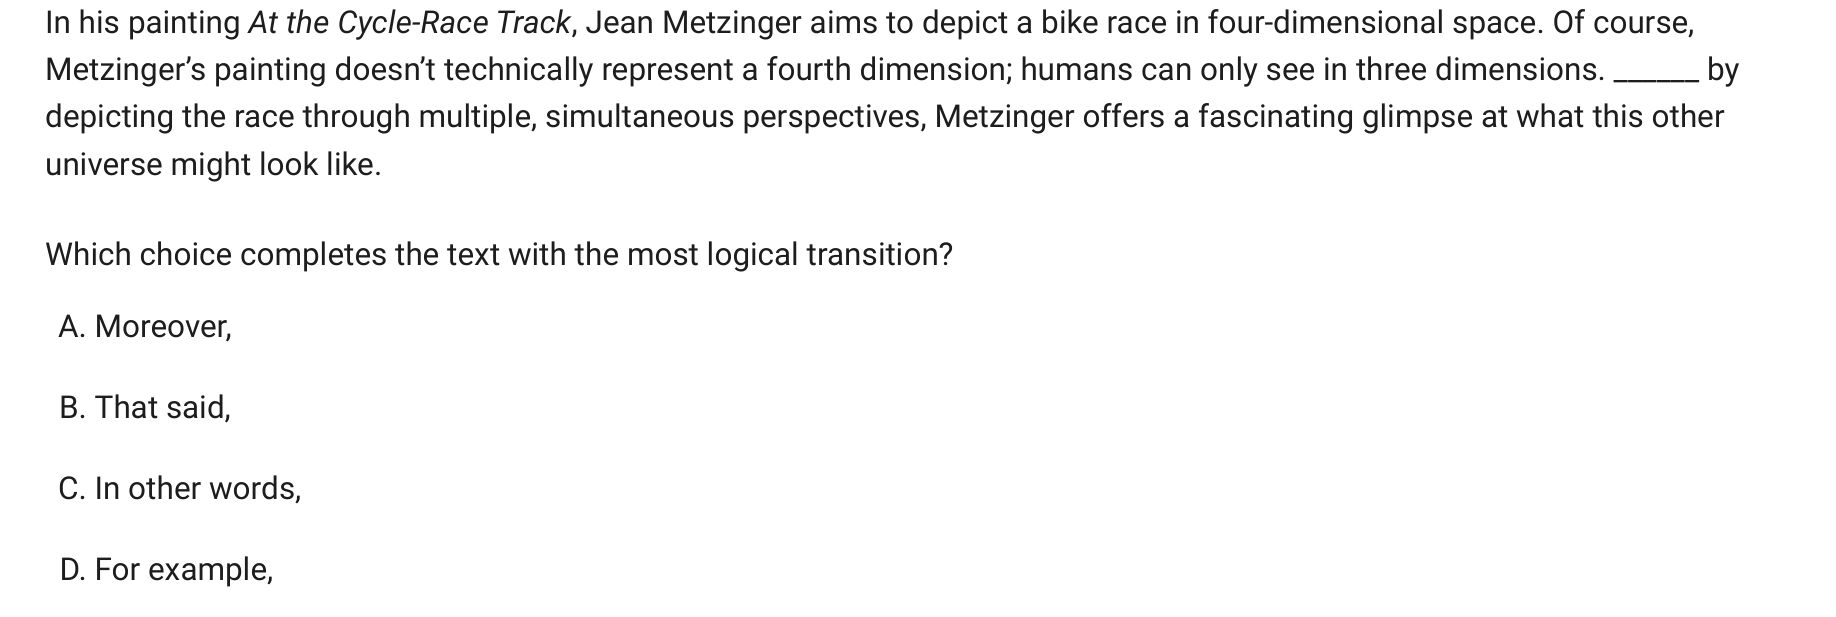 In his painting At the Cycle-Race Track, Jean Metzinger aims to depict a bike race in four-dimensional space. Of course,
Metzinger’s painting doesn’t technically represent a fourth dimension; humans can only see in three dimensions. ______ by
depicting the race through multiple, simultaneous perspectives, Metzinger offers a fascinating glimpse at what this other
universe might look like.
Which choice completes the text with the most logical transition?
A. Moreover,
B. That said,
C. In other words,
D. For example,